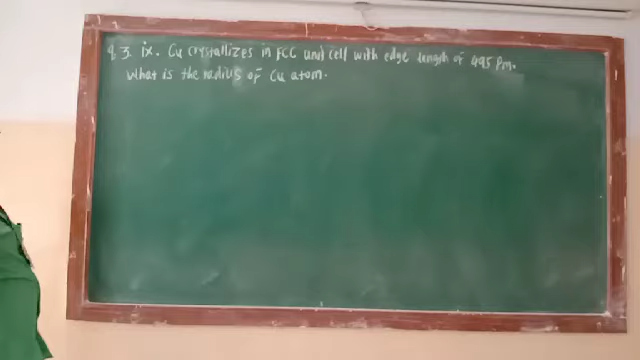 Q 3. ix. Cu crystallizes in FCC unit cell with edge length of 495 Pm.
What is the radius of Cu atom.